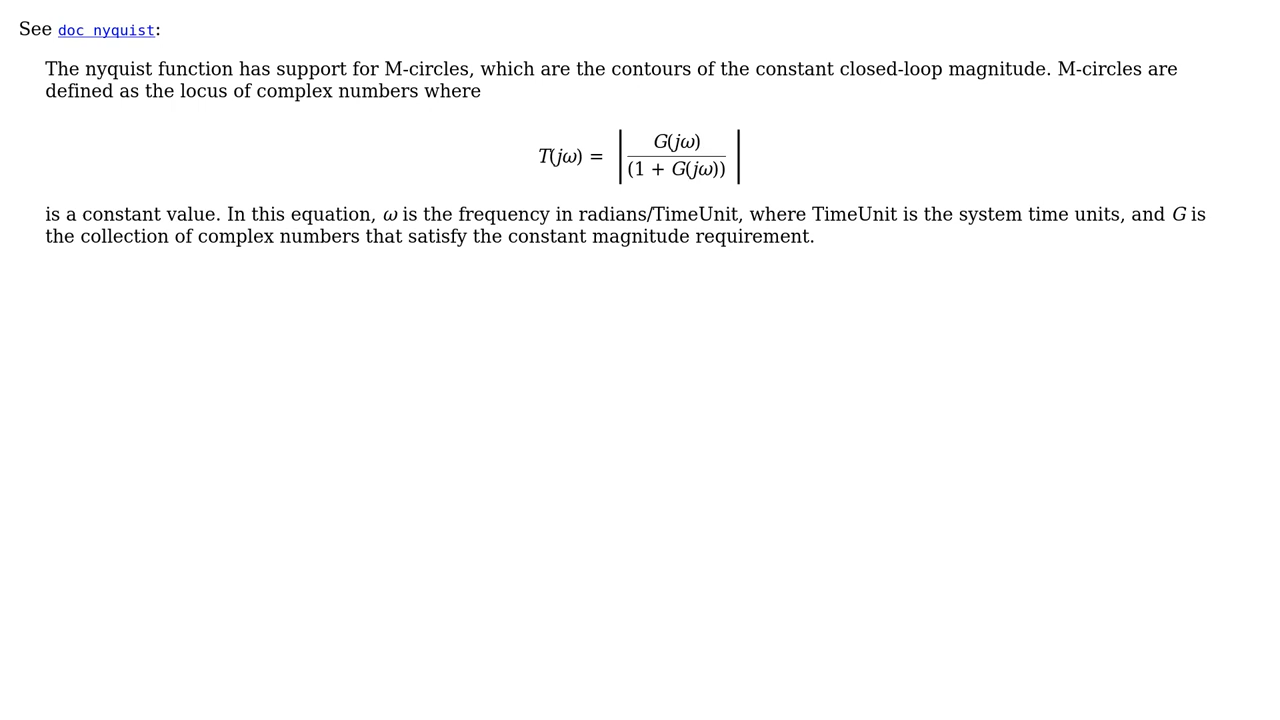 See doc nyquist:
The nyquist function has support for M-circles, which are the contours of the constant closed-loop magnitude. M-circles are
defined as the locus of complex numbers where
T(jω) = | G(jω) / (1 + G(jω)) |
is a constant value. In this equation, ω is the frequency in radians/TimeUnit, where TimeUnit is the system time units, and G is
the collection of complex numbers that satisfy the constant magnitude requirement.